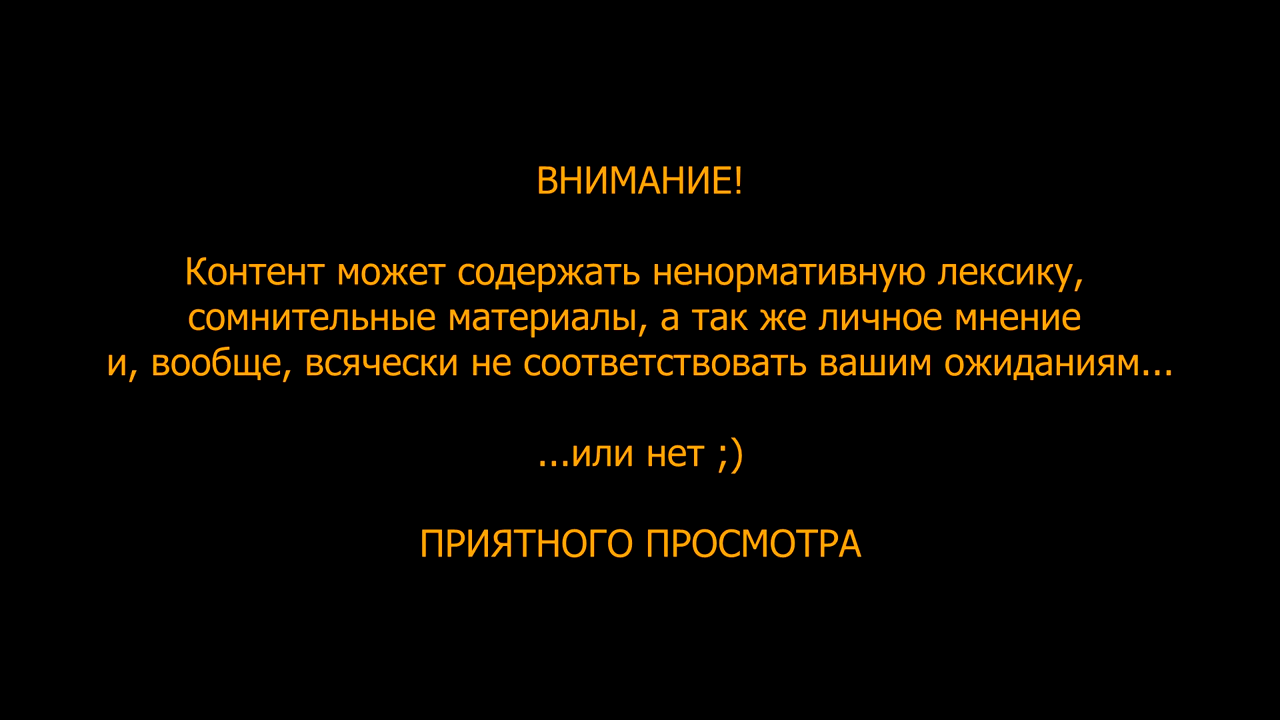 ВНИМАНИЕ!
Контент может содержать ненормативную лексику,
сомнительные материалы, а так же личное мнение
и, вообще, всячески не соответствовать вашим ожиданиям...
...или нет ;)
ПРИЯТНОГО ПРОСМОТРА